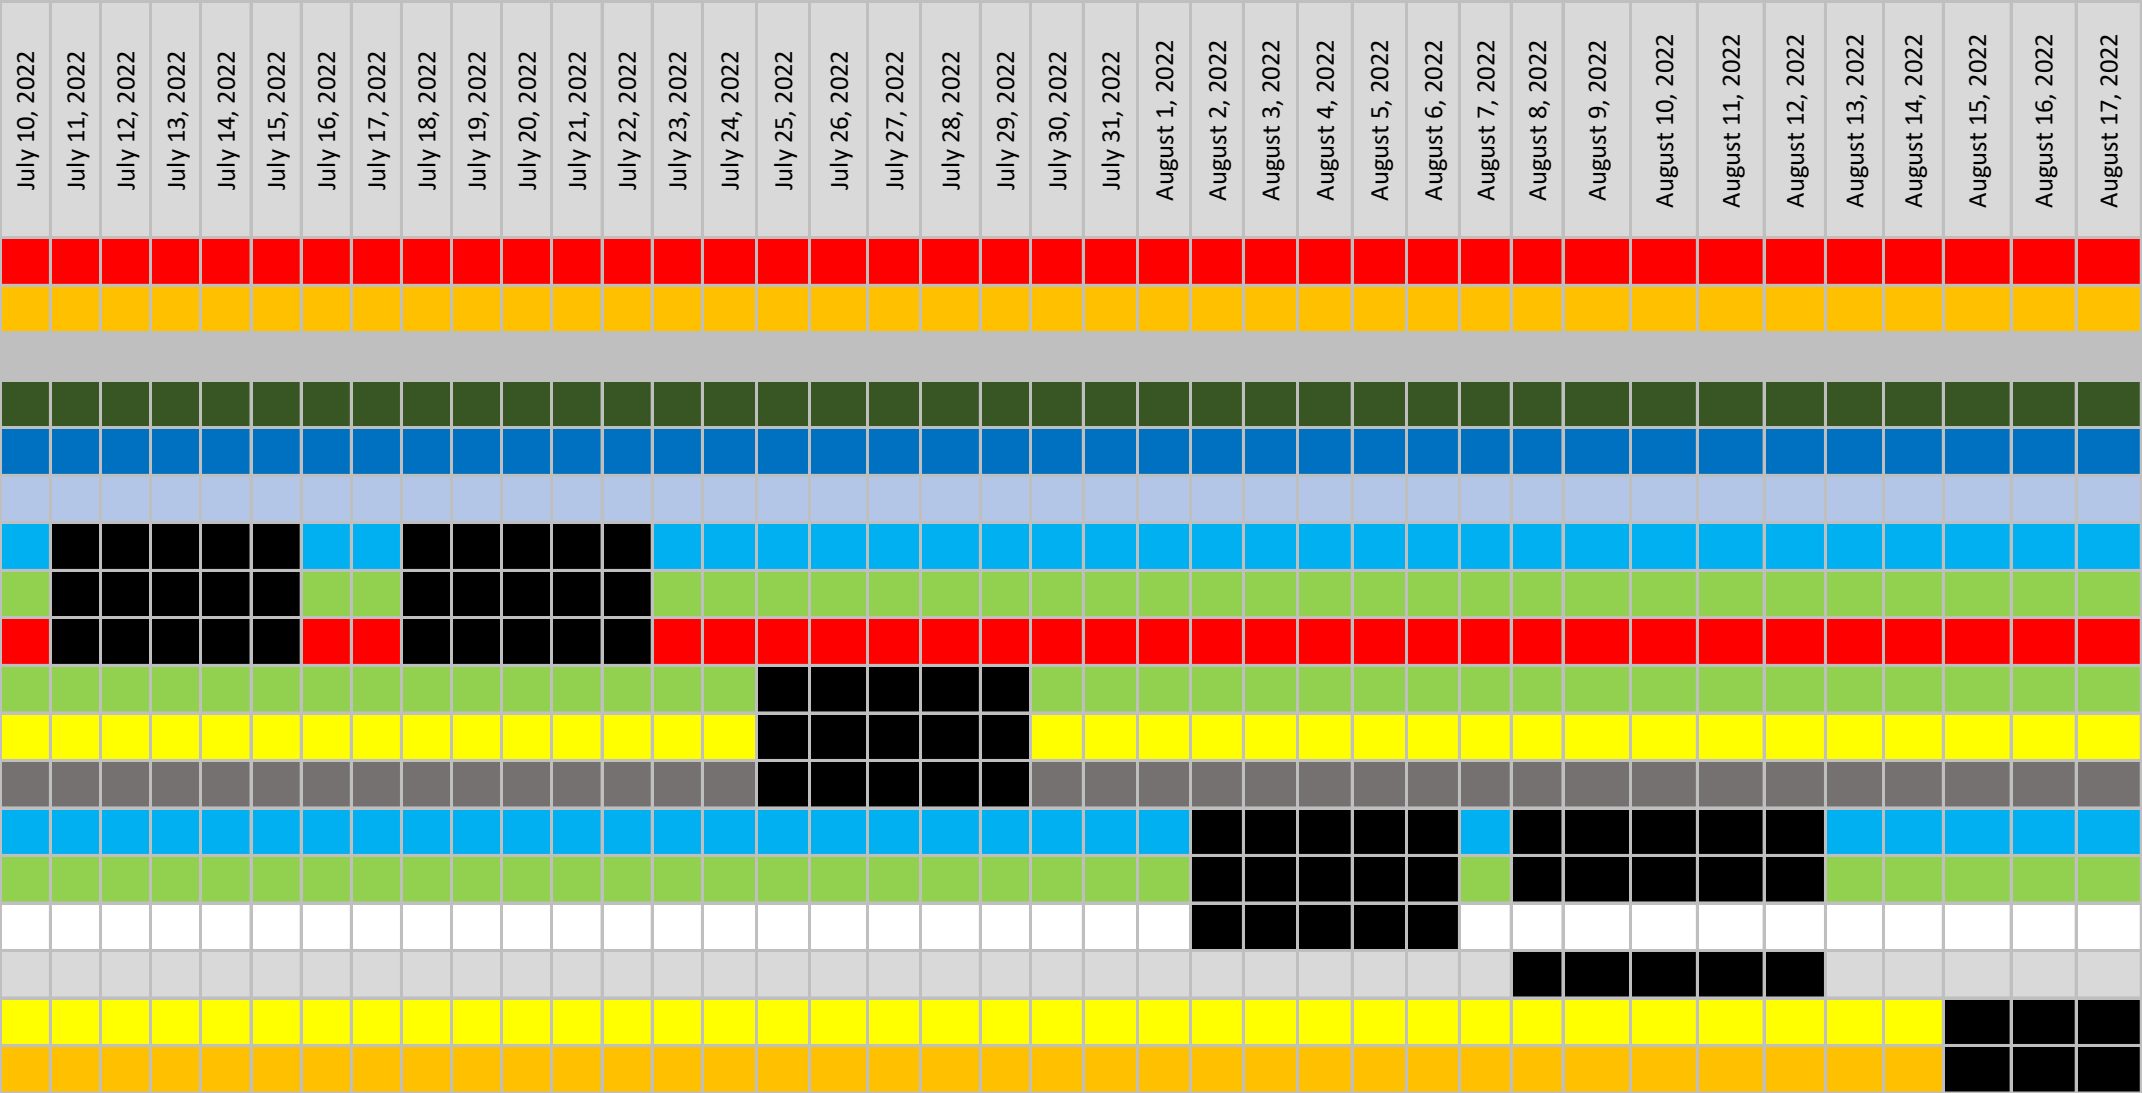 July 10, 2022
July 11, 2022
July 12, 2022
July 13, 2022
July 14, 2022
July 15, 2022
July 16, 2022
July 17, 2022
July 18, 2022
July 19, 2022
July 20, 2022
July 21, 2022
July 22, 2022
July 23, 2022
July 24, 2022
July 25, 2022
July 26, 2022
July 27, 2022
July 28, 2022
July 29, 2022
July 30, 2022
July 31, 2022
August 1, 2022
August 2, 2022
August 3, 2022
August 4, 2022
August 5, 2022
August 6, 2022
August 7, 2022
August 8, 2022
August 9, 2022
August 10, 2022
August 11, 2022
August 12, 2022
August 13, 2022
August 14, 2022
August 15, 2022
August 16, 2022
August 17, 2022